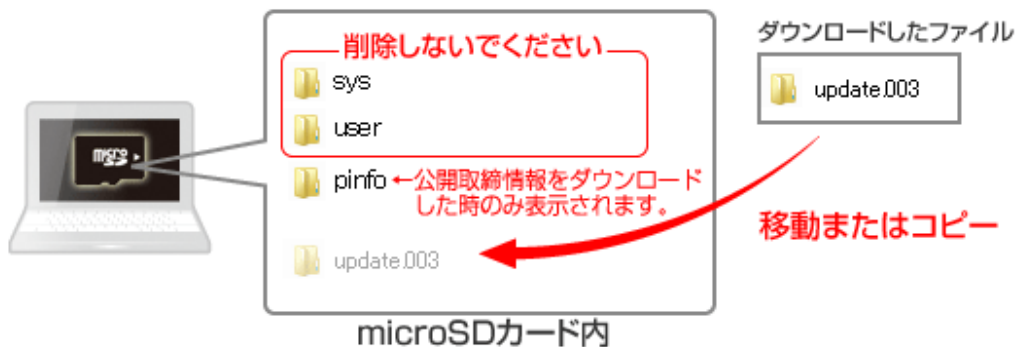 削除しないでください
sys
user
pinfo ←公開取締情報をダウンロード
した時のみ表示されます。
update.003
microSDカード内
micro
SD
ダウンロードしたファイル
update.003
移動またはコピー